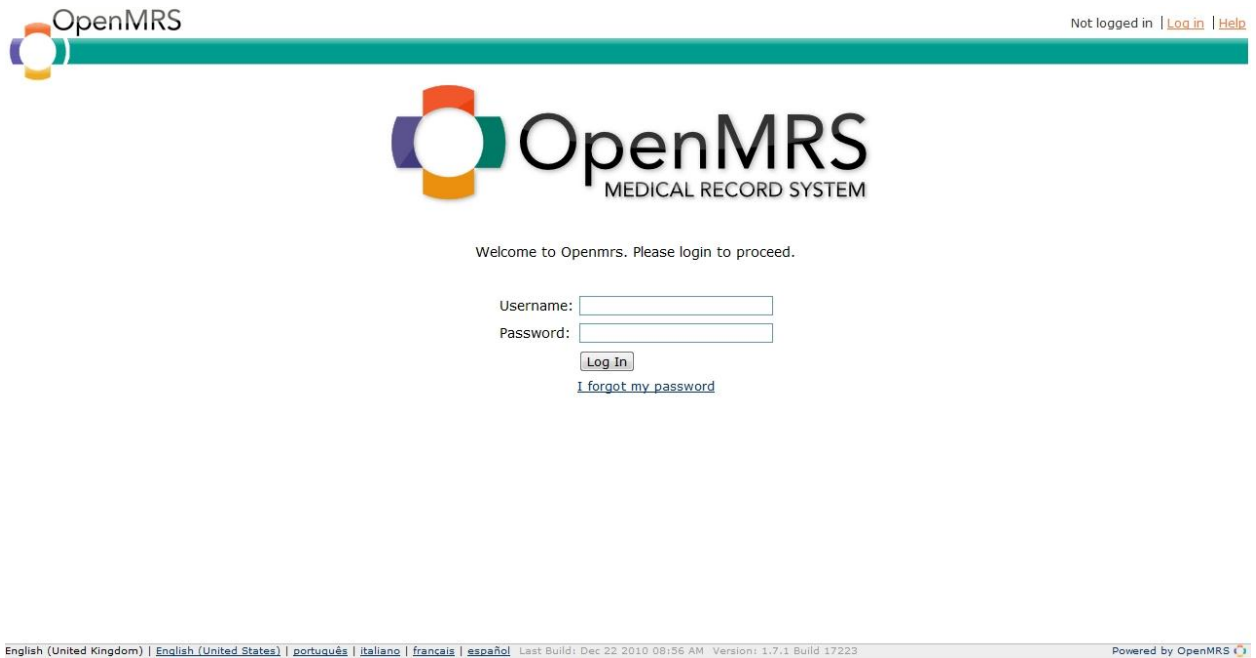 OpenMRS
Not logged in | Log in | Help
OpenMRS
MEDICAL RECORD SYSTEM
Welcome to Openmrs. Please login to proceed.
Username:
Password:
Log In
I forgot my password
English (United Kingdom) | English (United States) | português | italiano | français | español Last Build: Dec 22 2010 08:56 AM Version: 1.7.1 Build 17223 Powered by OpenMRS